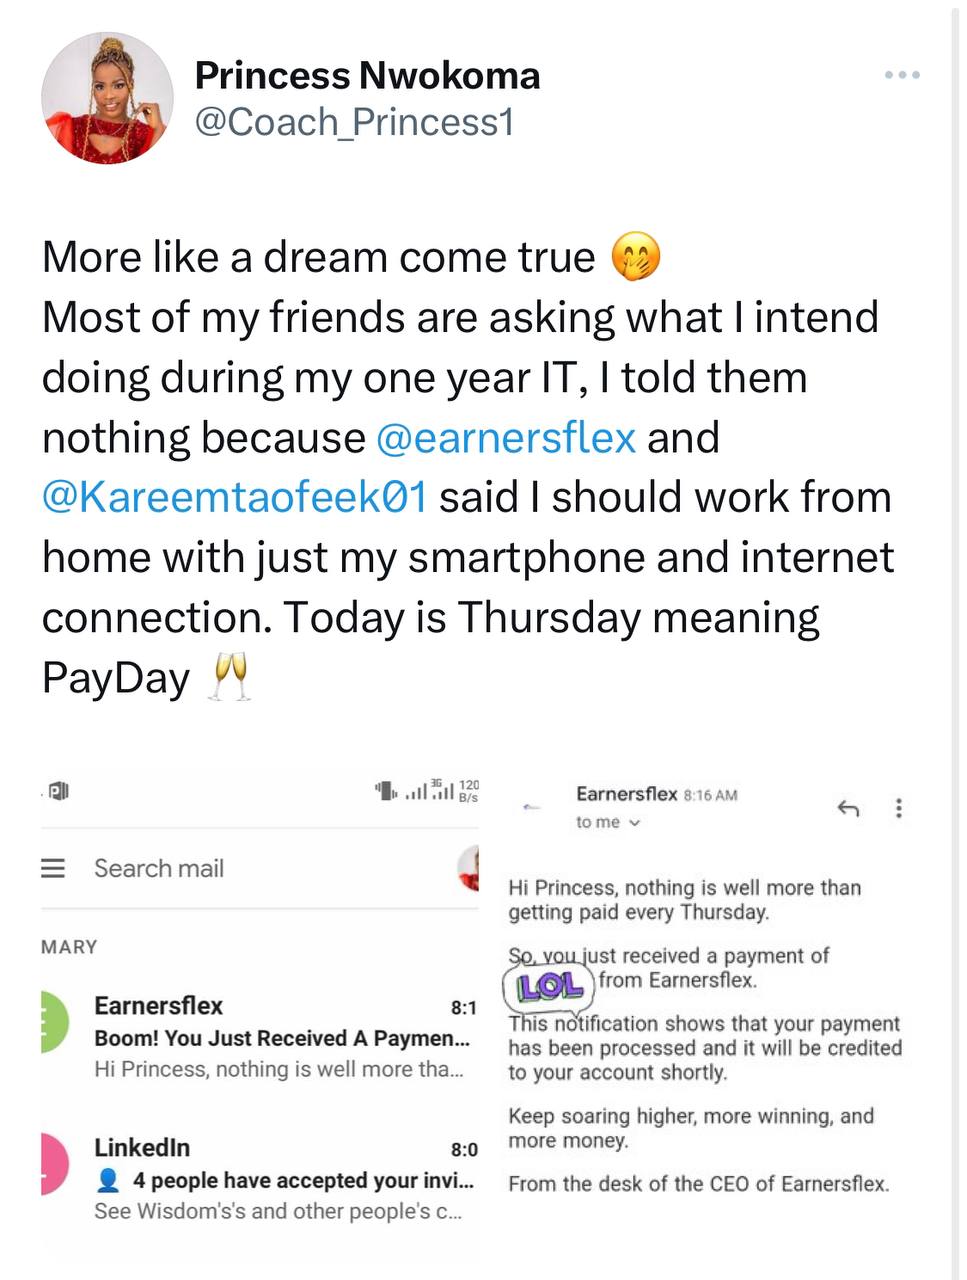 Princess Nwokoma
@Coach_Princess1
More like a dream come true 🤭
Most of my friends are asking what I intend
doing during my one year IT, I told them
nothing because @earnersflex and
@Kareemtaofeek01 said I should work from
home with just my smartphone and internet
connection. Today is Thursday meaning
PayDay 🥂
3G 120
B/s
Search mail
MARY
Earnersflex 8:1
Boom! You Just Received A Paymen...
Hi Princess, nothing is well more tha...
LinkedIn 8:0
👤 4 people have accepted your invi...
See Wisdom's's and other people's c...
Earnersflex 8:16 AM
to me
Hi Princess, nothing is well more than
getting paid every Thursday.
So, you just received a payment of
LOL from Earnersflex.
This notification shows that your payment
has been processed and it will be credited
to your account shortly.
Keep soaring higher, more winning, and
more money.
From the desk of the CEO of Earnersflex.